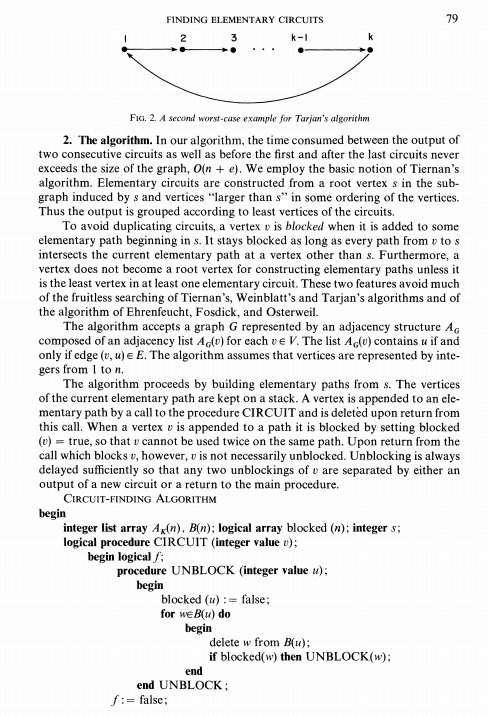 FINDING ELEMENTARY CIRCUITS 79
1 2 3 k-1 k
. . .
FIG. 2. A second worst-case example for Tarjan's algorithm
2. The algorithm. In our algorithm, the time consumed between the output of
two consecutive circuits as well as before the first and after the last circuits never
exceeds the size of the graph, O(n + e). We employ the basic notion of Tiernan's
algorithm. Elementary circuits are constructed from a root vertex s in the sub-
graph induced by s and vertices "larger than s" in some ordering of the vertices.
Thus the output is grouped according to least vertices of the circuits.
To avoid duplicating circuits, a vertex v is blocked when it is added to some
elementary path beginning in s. It stays blocked as long as every path from v to s
intersects the current elementary path at a vertex other than s. Furthermore, a
vertex does not become a root vertex for constructing elementary paths unless it
is the least vertex in at least one elementary circuit. These two features avoid much
of the fruitless searching of Tiernan's, Weinblatt's and Tarjan's algorithms and of
the algorithm of Ehrenfeucht, Fosdick, and Osterweil.
The algorithm accepts a graph G represented by an adjacency structure A_G
composed of an adjacency list A_G(v) for each v ∈ V. The list A_G(v) contains u if and
only if edge (v, u) ∈ E. The algorithm assumes that vertices are represented by inte-
gers from 1 to n.
The algorithm proceeds by building elementary paths from s. The vertices
of the current elementary path are kept on a stack. A vertex is appended to an ele-
mentary path by a call to the procedure CIRCUIT and is deleted upon return from
this call. When a vertex v is appended to a path it is blocked by setting blocked
(v) = true, so that v cannot be used twice on the same path. Upon return from the
call which blocks v, however, v is not necessarily unblocked. Unblocking is always
delayed sufficiently so that any two unblockings of v are separated by either an
output of a new circuit or a return to the main procedure.
CIRCUIT-FINDING ALGORITHM
begin
integer list array A_K(n), B(n); logical array blocked (n); integer s;
logical procedure CIRCUIT (integer value v);
begin logical f;
procedure UNBLOCK (integer value u);
begin
blocked (u) := false;
for w∈B(u) do
begin
delete w from B(u);
if blocked(w) then UNBLOCK(w);
end
end UNBLOCK;
f := false;